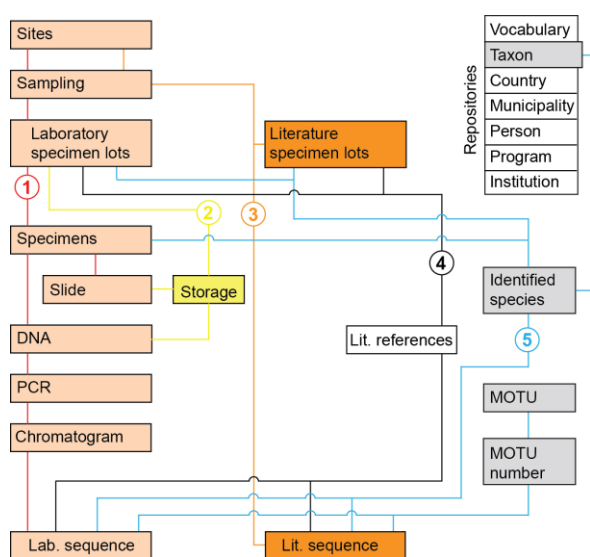 Sites
Sampling
Laboratory
specimen lots
Literature
specimen lots
Repositories
Vocabulary
Taxon
Country
Municipality
Person
Program
Institution
1
2
3
4
5
Specimens
Slide
Storage
Identified
species
DNA
Lit. references
PCR
MOTU
Chromatogram
MOTU
number
Lab. sequence
Lit. sequence